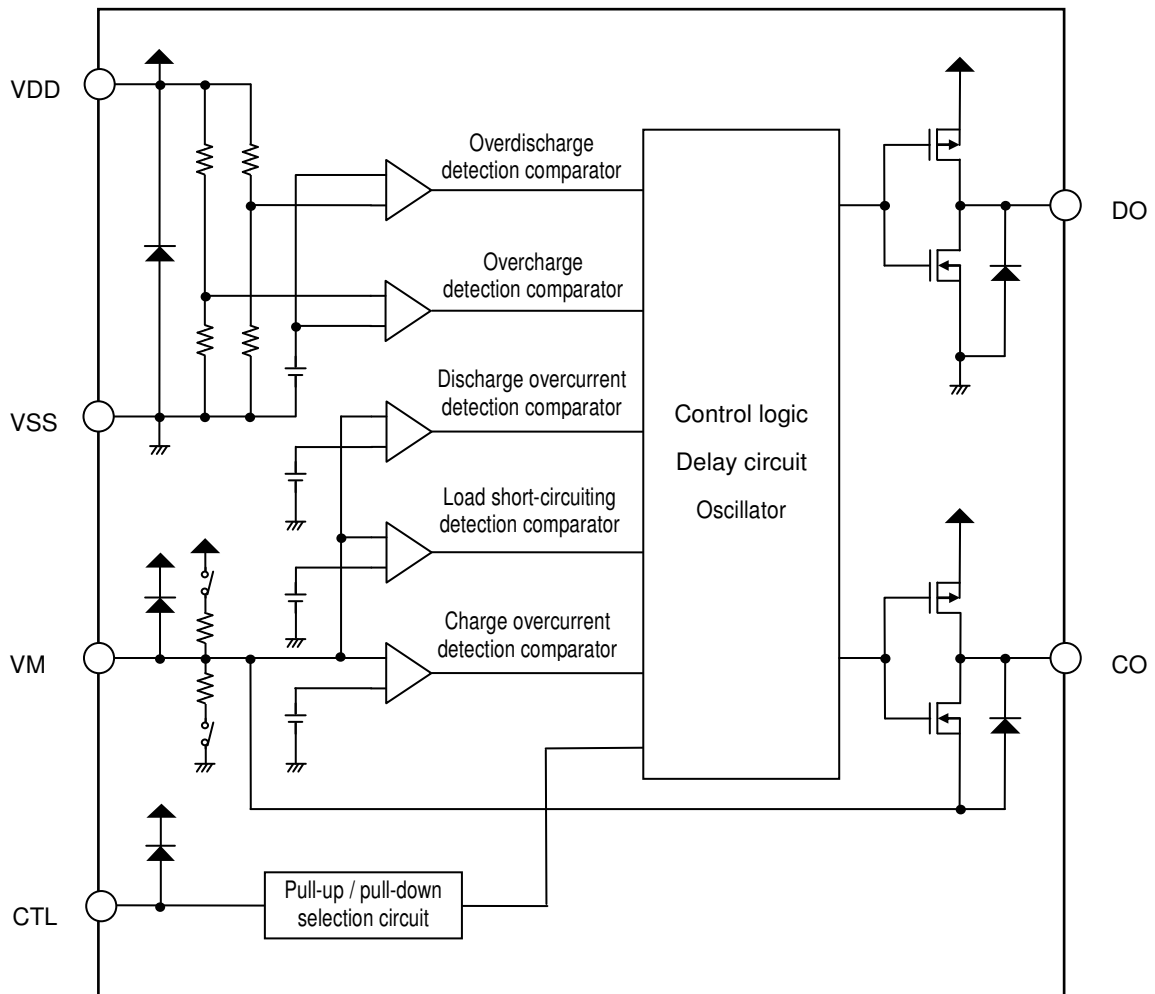 VDD
Overdischarge
detection comparator
DO
Overcharge
detection comparator
Discharge overcurrent
detection comparator
VSS
Control logic
Delay circuit
Oscillator
Load short-circuiting
detection comparator
Charge overcurrent
detection comparator
VM
CO
Pull-up / pull-down
selection circuit
CTL